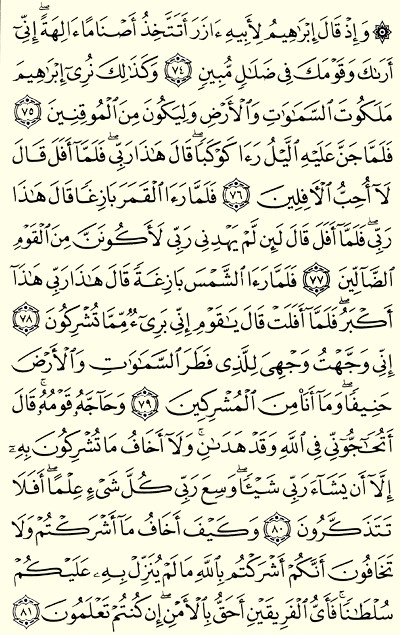 ۞ وَإِذْ قَالَ إِبْرَٰهِيمُ لِأَبِيهِ ءَازَرَ أَتَتَّخِذُ أَصْنَامًا ءَالِهَةً ۖ إِنِّىٓ
أَرَىٰكَ وَقَوْمَكَ فِى ضَلَٰلٍ مُّبِينٍ ٧٤ وَكَذَٰلِكَ نُرِىٓ إِبْرَٰهِيمَ
مَلَكُوتَ ٱلسَّمَٰوَٰتِ وَٱلْأَرْضِ وَلِيَكُونَ مِنَ ٱلْمُوقِنِينَ ٧٥
فَلَمَّا جَنَّ عَلَيْهِ ٱلَّيْلُ رَءَا كَوْكَبًا ۖ قَالَ هَٰذَا رَبِّى ۖ فَلَمَّآ أَفَلَ قَالَ
لَآ أُحِبُّ ٱلْءَافِلِينَ ٧٦ فَلَمَّا رَءَا ٱلْقَمَرَ بَازِغًا قَالَ هَٰذَا
رَبِّى ۖ فَلَمَّآ أَفَلَ قَالَ لَئِن لَّمْ يَهْدِنِى رَبِّى لَأَكُونَنَّ مِنَ ٱلْقَوْمِ
ٱلضَّآلِّينَ ٧٧ فَلَمَّا رَءَا ٱلشَّمْسَ بَازِغَةً قَالَ هَٰذَا رَبِّى هَٰذَآ
أَكْبَرُ ۖ فَلَمَّآ أَفَلَتْ قَالَ يَٰقَوْمِ إِنِّى بَرِىٓءٌ مِّمَّا تُشْرِكُونَ ٧٨
إِنِّى وَجَّهْتُ وَجْهِىَ لِلَّذِى فَطَرَ ٱلسَّمَٰوَٰتِ وَٱلْأَرْضَ
حَنِيفًا ۖ وَمَآ أَنَا۠ مِنَ ٱلْمُشْرِكِينَ ٧٩ وَحَآجَّهُۥ قَوْمُهُۥ ۚ قَالَ
أَتُحَٰٓجُّوٓنِّى فِى ٱللَّهِ وَقَدْ هَدَىٰنِ ۚ وَلَآ أَخَافُ مَا تُشْرِكُونَ بِهِۦٓ
إِلَّآ أَن يَشَآءَ رَبِّى شَيْـًٔا ۗ وَسِعَ رَبِّى كُلَّ شَىْءٍ عِلْمًا ۗ أَفَلَا
تَتَذَكَّرُونَ ٨٠ وَكَيْفَ أَخَافُ مَآ أَشْرَكْتُمْ وَلَا
تَخَافُونَ أَنَّكُمْ أَشْرَكْتُم بِٱللَّهِ مَا لَمْ يُنَزِّلْ بِهِۦ عَلَيْكُمْ
سُلْطَٰنًا ۚ فَأَىُّ ٱلْفَرِيقَيْنِ أَحَقُّ بِٱلْأَمْنِ ۖ إِن كُنتُمْ تَعْلَمُونَ ٨١